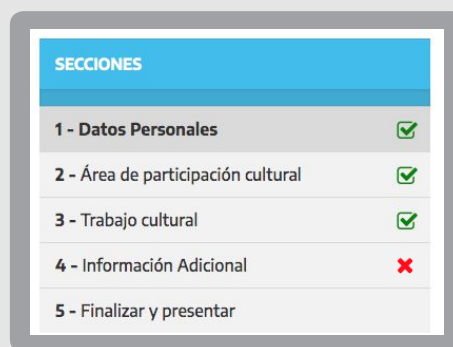 SECCIONES
1 - Datos Personales
2 - Área de participación cultural
3 - Trabajo cultural
4 - Información Adicional
5 - Finalizar y presentar